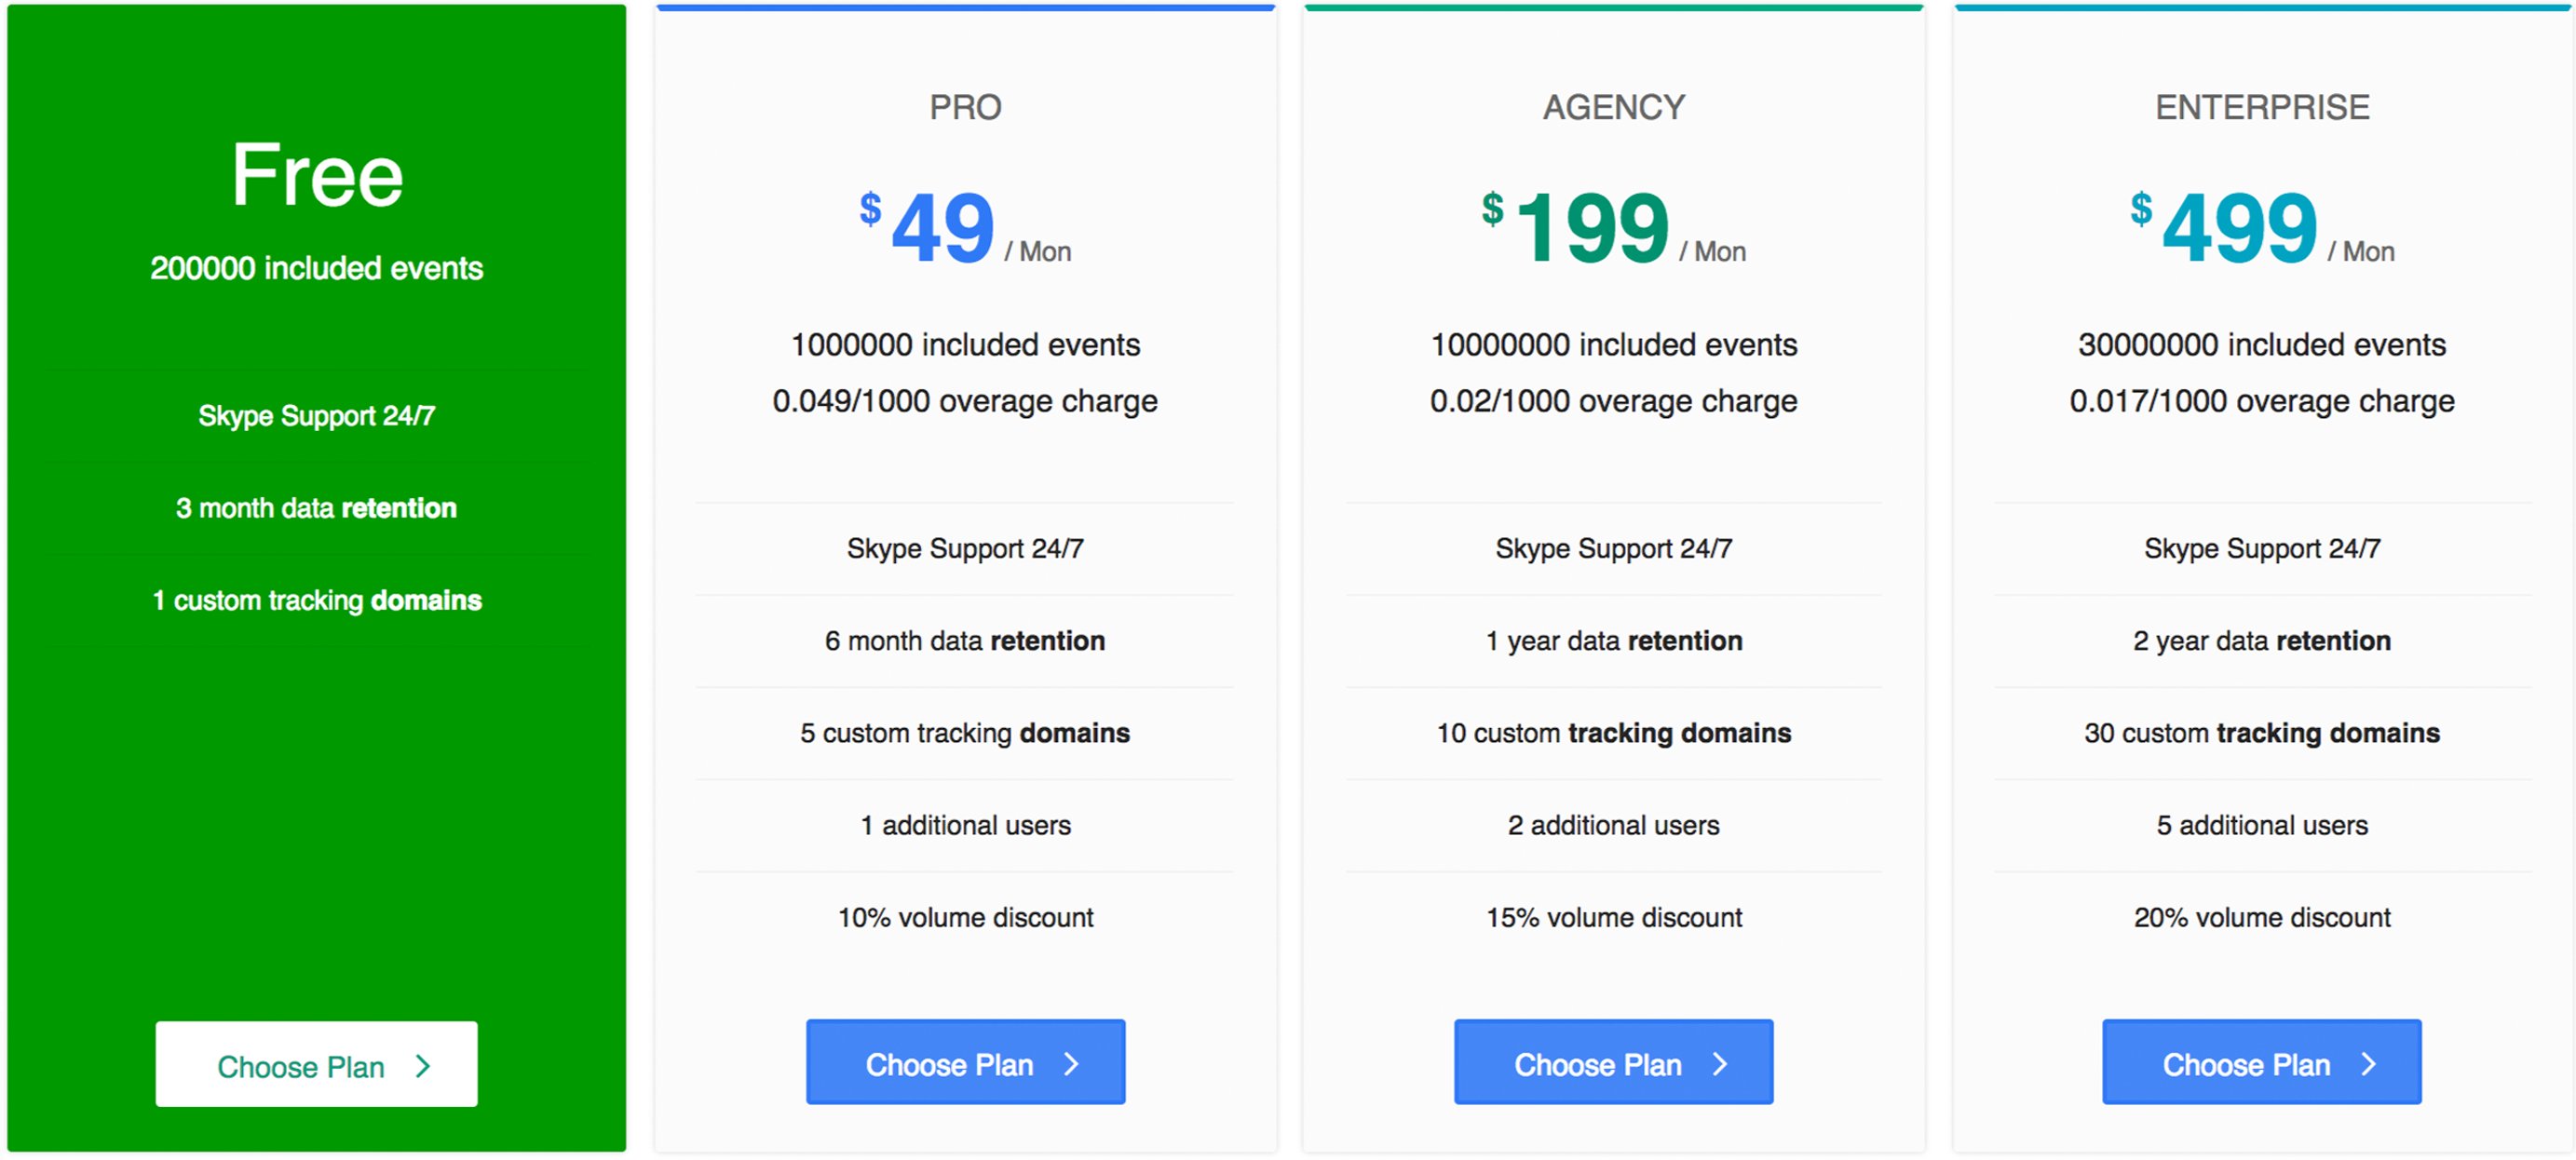 Free
200000 included events
Skype Support 24/7
3 month data retention
1 custom tracking domains
Choose Plan
PRO
$49 / Mon
1000000 included events
0.049/1000 overage charge
Skype Support 24/7
6 month data retention
5 custom tracking domains
1 additional users
10% volume discount
Choose Plan
AGENCY
$199 / Mon
10000000 included events
0.02/1000 overage charge
Skype Support 24/7
1 year data retention
10 custom tracking domains
2 additional users
15% volume discount
Choose Plan
ENTERPRISE
$499 / Mon
30000000 included events
0.017/1000 overage charge
Skype Support 24/7
2 year data retention
30 custom tracking domains
5 additional users
20% volume discount
Choose Plan